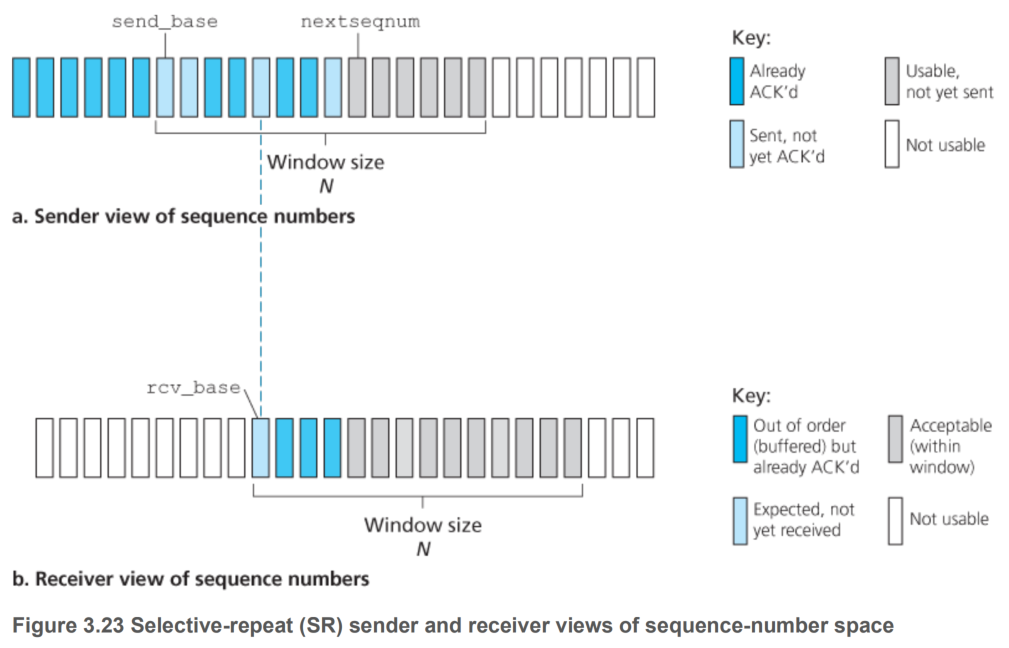 send_base
nextseqnum
Key:
Already
ACK'd
Usable,
not yet sent
Sent, not
yet ACK'd
Not usable
Window size
N
a. Sender view of sequence numbers
rcv_base
Key:
Out of order
(buffered) but
already ACK'd
Acceptable
(within
window)
Expected, not
yet received
Not usable
Window size
N
b. Receiver view of sequence numbers
Figure 3.23 Selective-repeat (SR) sender and receiver views of sequence-number space